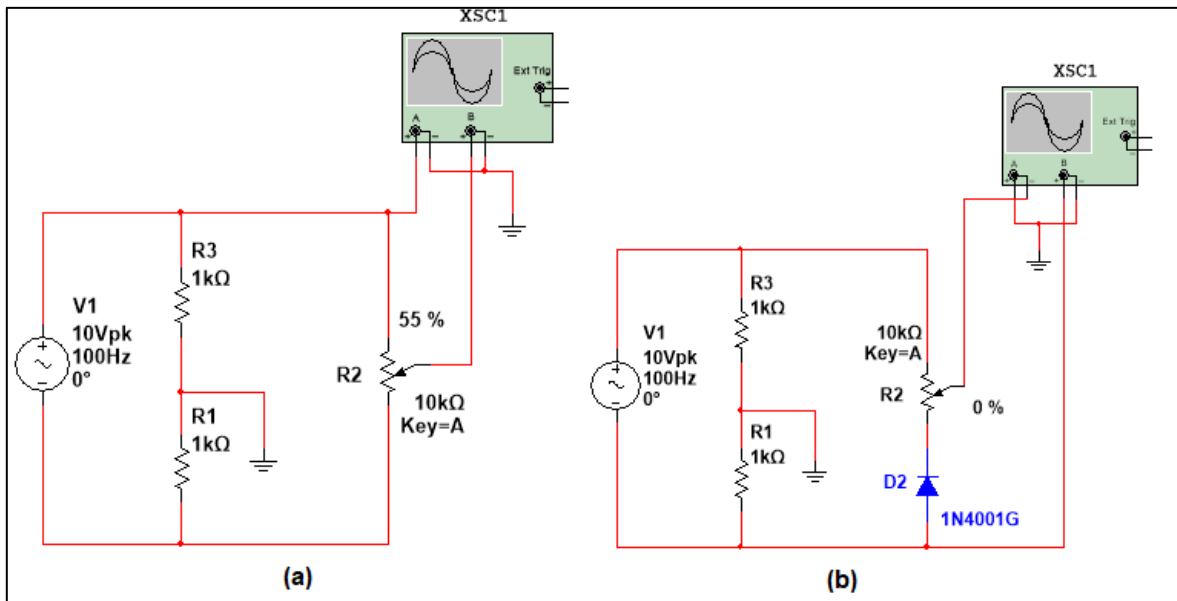 XSC1
Ext Trig
+
−
A
B
+ − + −
R3
1kΩ
V1
10Vpk
100Hz
0°
+
−
55 %
R2
10kΩ
Key=A
R1
1kΩ
(a)
XSC1
Ext Trig
+
−
A
B
+ − + −
R3
1kΩ
V1
10Vpk
100Hz
0°
+
−
10kΩ
Key=A
R2
0 %
R1
1kΩ
D2
1N4001G
(b)